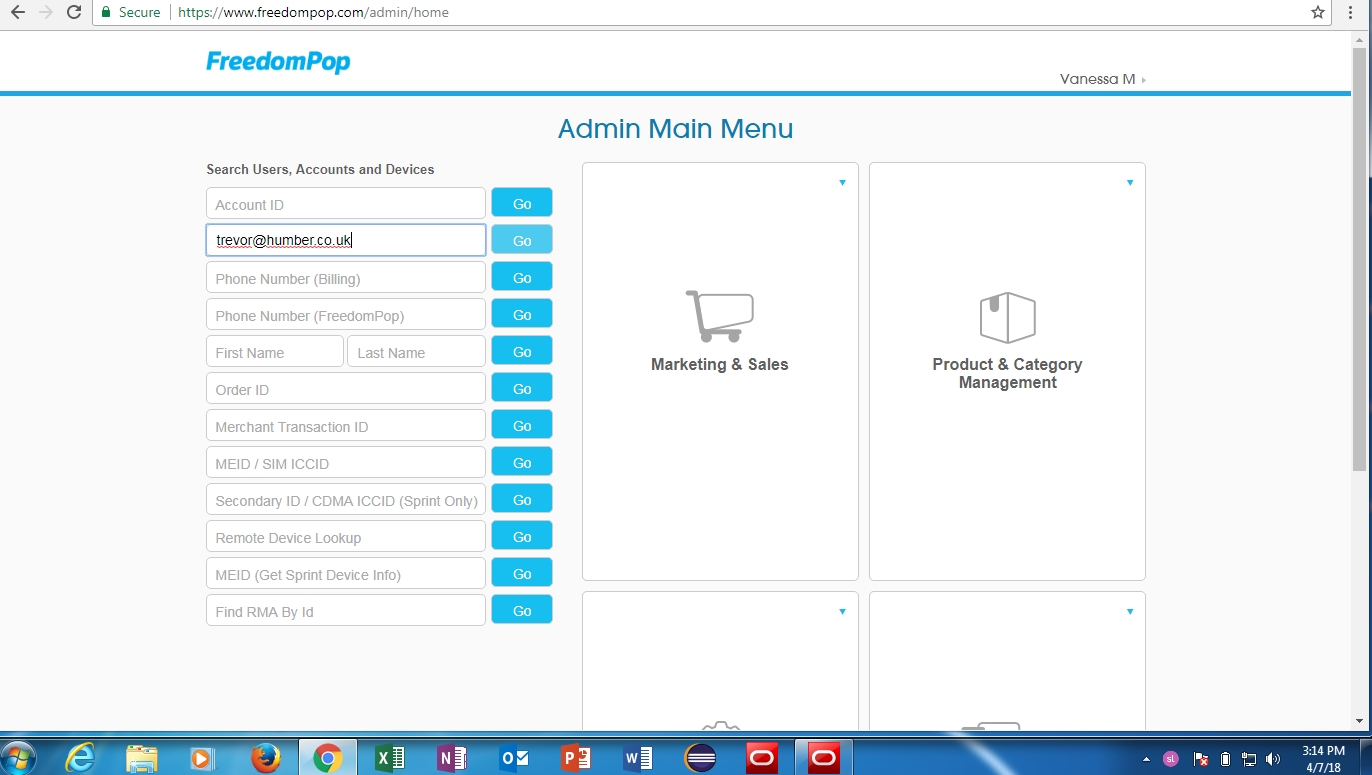 Secure https://www.freedompop.com/admin/home
FreedomPop
Vanessa M
Admin Main Menu
Search Users, Accounts and Devices
Account ID Go
trevor@humber.co.uk Go
Phone Number (Billing) Go
Phone Number (FreedomPop) Go
First Name Last Name Go
Order ID Go
Merchant Transaction ID Go
MEID / SIM ICCID Go
Secondary ID / CDMA ICCID (Sprint Only) Go
Remote Device Lookup Go
MEID (Get Sprint Device Info) Go
Find RMA By Id Go
Marketing & Sales
Product & Category
Management
sl
3:14 PM
4/7/18